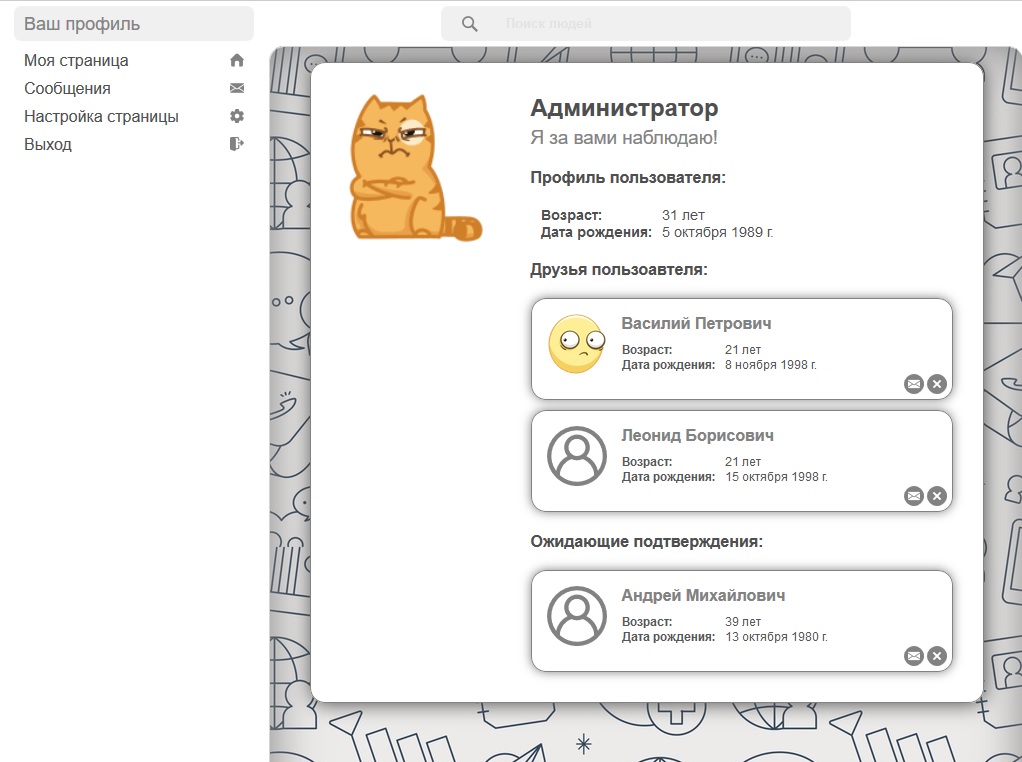 Ваш профиль
Поиск людей
Моя страница
Сообщения
Настройка страницы
Выход
Администратор
Я за вами наблюдаю!
Профиль пользователя:
Возраст: 31 лет
Дата рождения: 5 октября 1989 г.
Друзья пользоавтеля:
Василий Петрович
Возраст: 21 лет
Дата рождения: 8 ноября 1998 г.
Леонид Борисович
Возраст: 21 лет
Дата рождения: 15 октября 1998 г.
Ожидающие подтверждения:
Андрей Михайлович
Возраст: 39 лет
Дата рождения: 13 октября 1980 г.